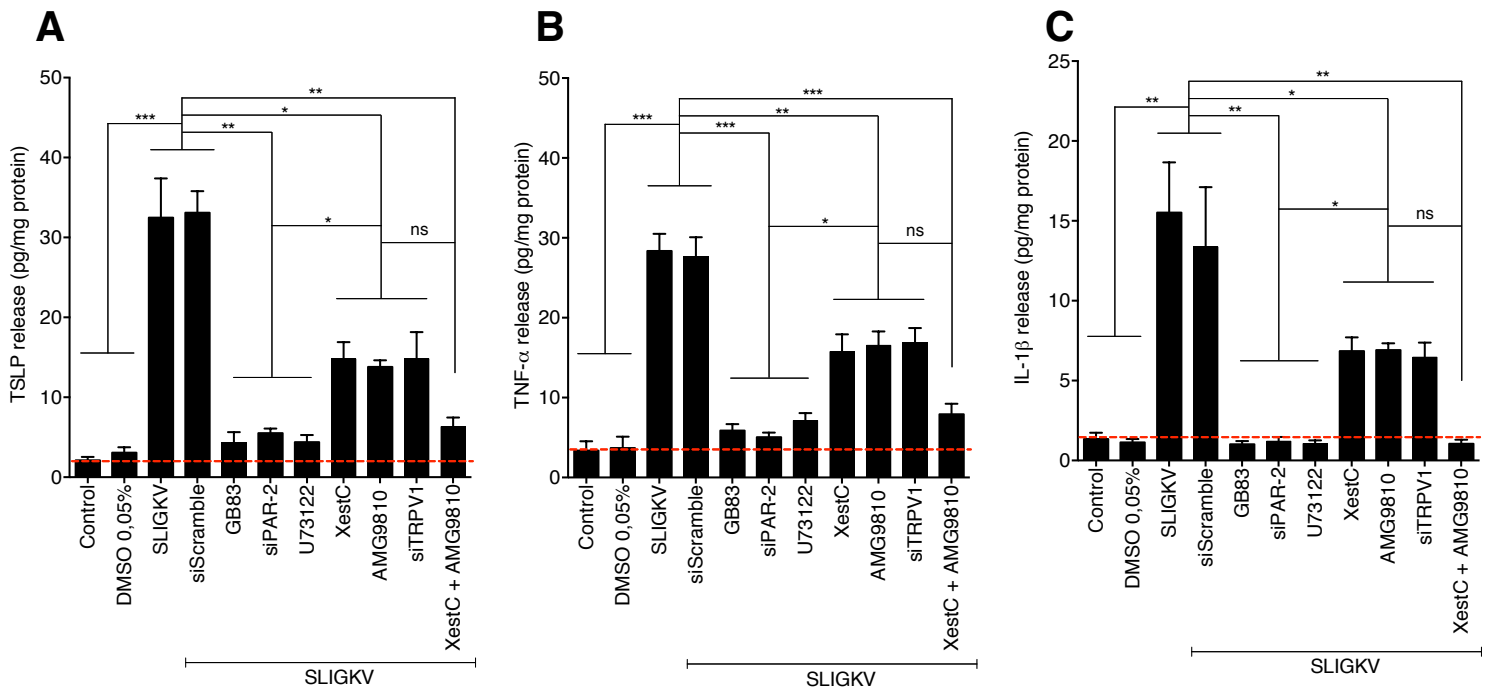 A
TSLP release (pg/mg protein)
50
40
30
20
10
0
**
*
***
**
*
ns
Control
DMSO 0,05%
SLIGKV
siScramble
GB83
siPAR-2
U73122
XestC
AMG9810
siTRPV1
XestC + AMG9810
SLIGKV
B
TNF-α release (pg/mg protein)
50
40
30
20
10
0
***
**
***
***
*
ns
Control
DMSO 0,05%
SLIGKV
siScramble
GB83
siPAR-2
U73122
XestC
AMG9810
siTRPV1
XestC + AMG9810
SLIGKV
C
IL-1β release (pg/mg protein)
25
20
15
10
5
0
**
*
**
**
*
ns
Control
DMSO 0,05%
SLIGKV
siScramble
GB83
siPAR-2
U73122
XestC
AMG9810
siTRPV1
XestC + AMG9810
SLIGKV